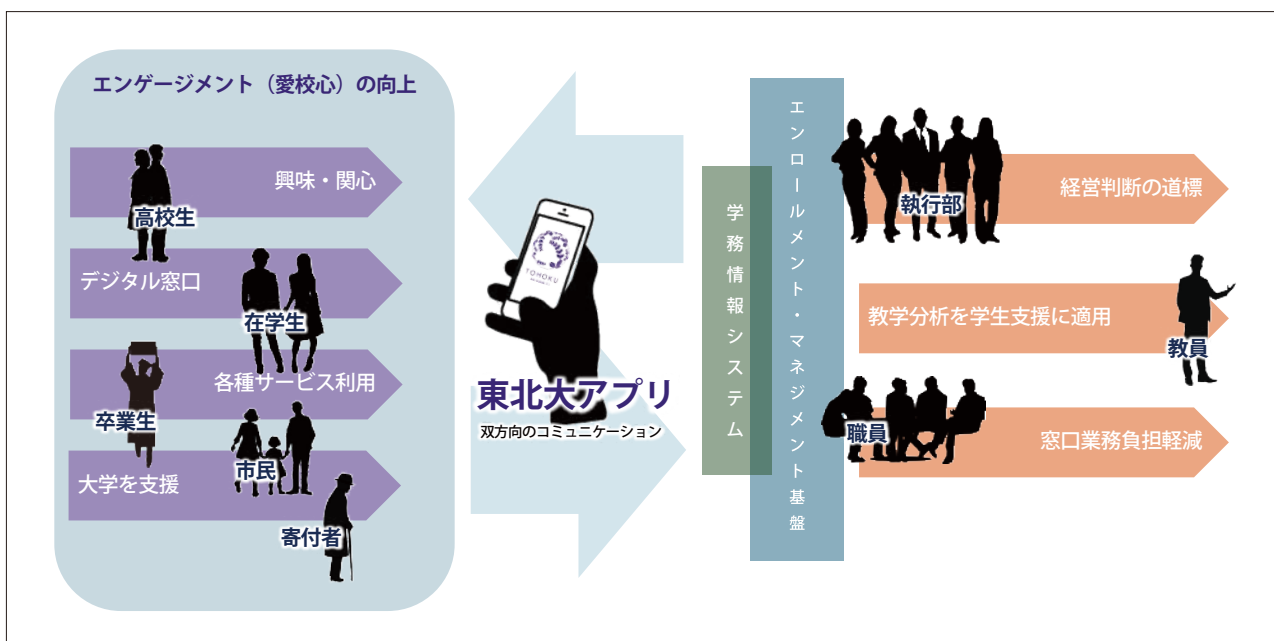 エンゲージメント（愛校心）の向上
興味・関心
高校生
デジタル窓口
在学生
各種サービス利用
卒業生
市民
大学を支援
寄付者
TOHOKU
東北大アプリ
双方向のコミュニケーション
学務情報システム
エンロールメント・マネジメント基盤
執行部
経営判断の道標
教学分析を学生支援に適用
教員
職員
窓口業務負担軽減